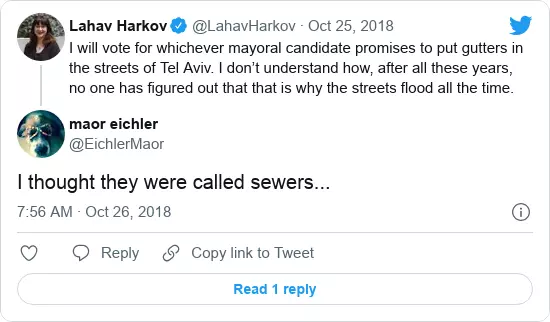 Lahav Harkov @LahavHarkov · Oct 25, 2018
I will vote for whichever mayoral candidate promises to put gutters in
the streets of Tel Aviv. I don’t understand how, after all these years,
no one has figured out that that is why the streets flood all the time.
maor eichler
@EichlerMaor
I thought they were called sewers...
7:56 AM · Oct 26, 2018
Reply Copy link to Tweet
Read 1 reply